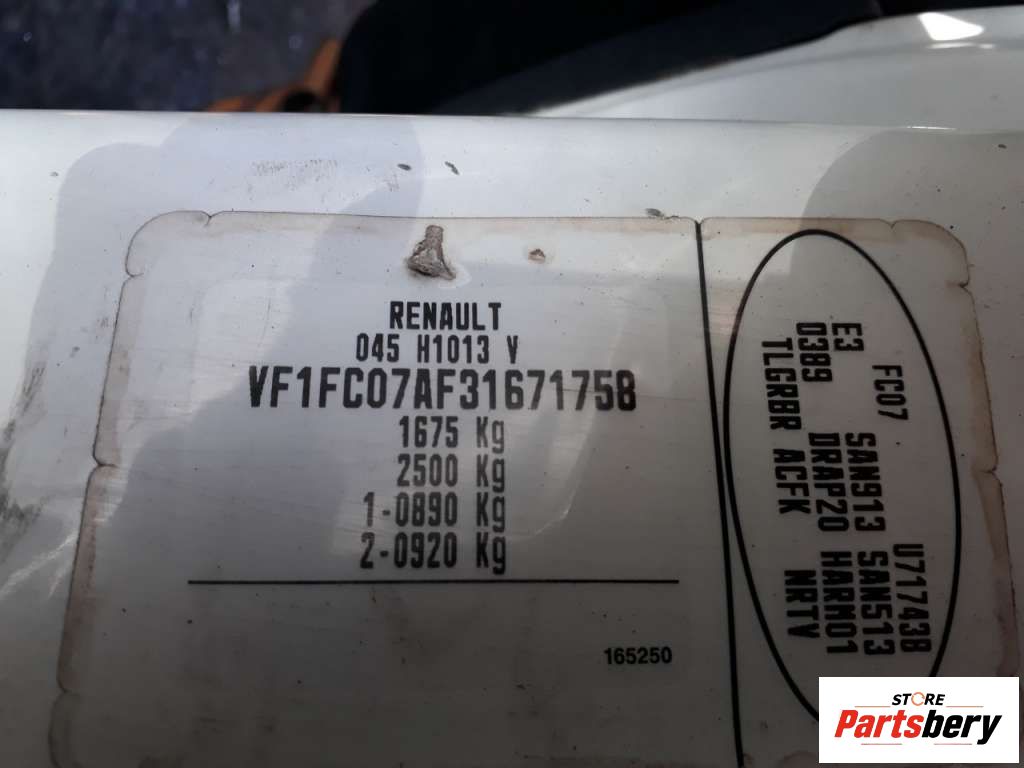 RENAULT
045 H1013 V
VF1FC07AF31671758
1675 Kg
2500 Kg
1-0890 Kg
2-0920 Kg
165250
FC07 U717438
E3 SAN913 SAN513
03B9 DRAP20 HARM01
TLGRBR ACFK NRTV
STORE
Partsbery